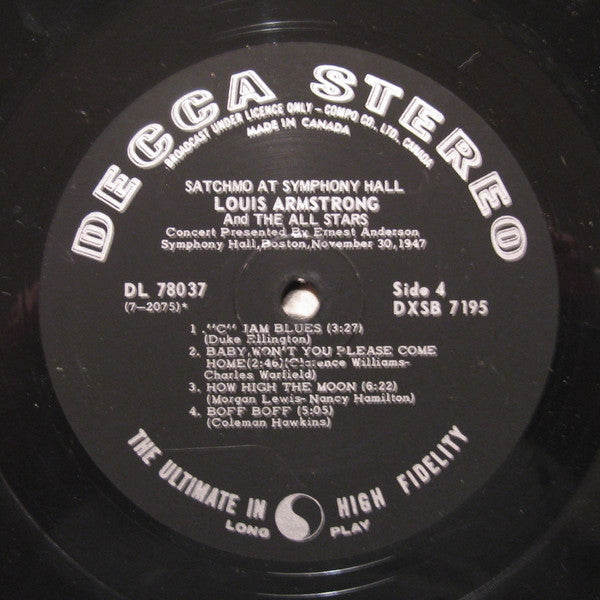 DECCA STEREO
BROADCAST UNDER LICENCE ONLY – COMPO CO., LTD., CANADA
MADE IN CANADA
SATCHMO AT SYMPHONY HALL
LOUIS ARMSTRONG
And THE ALL STARS
Concert Presented By Ernest Anderson
Symphony Hall, Boston, November 30, 1947
DL 78037
(7-2075)*
Side 4
DXSB 7195
1. "C" JAM BLUES (3:27)
(Duke Ellington)
2. BABY, WON'T YOU PLEASE COME
HOME(2:46)(Clarence Williams-
Charles Warfield)
3. HOW HIGH THE MOON (6:22)
(Morgan Lewis- Nancy Hamilton)
4. BOFF BOFF (5:05)
(Coleman Hawkins)
THE ULTIMATE IN HIGH FIDELITY
LONG PLAY